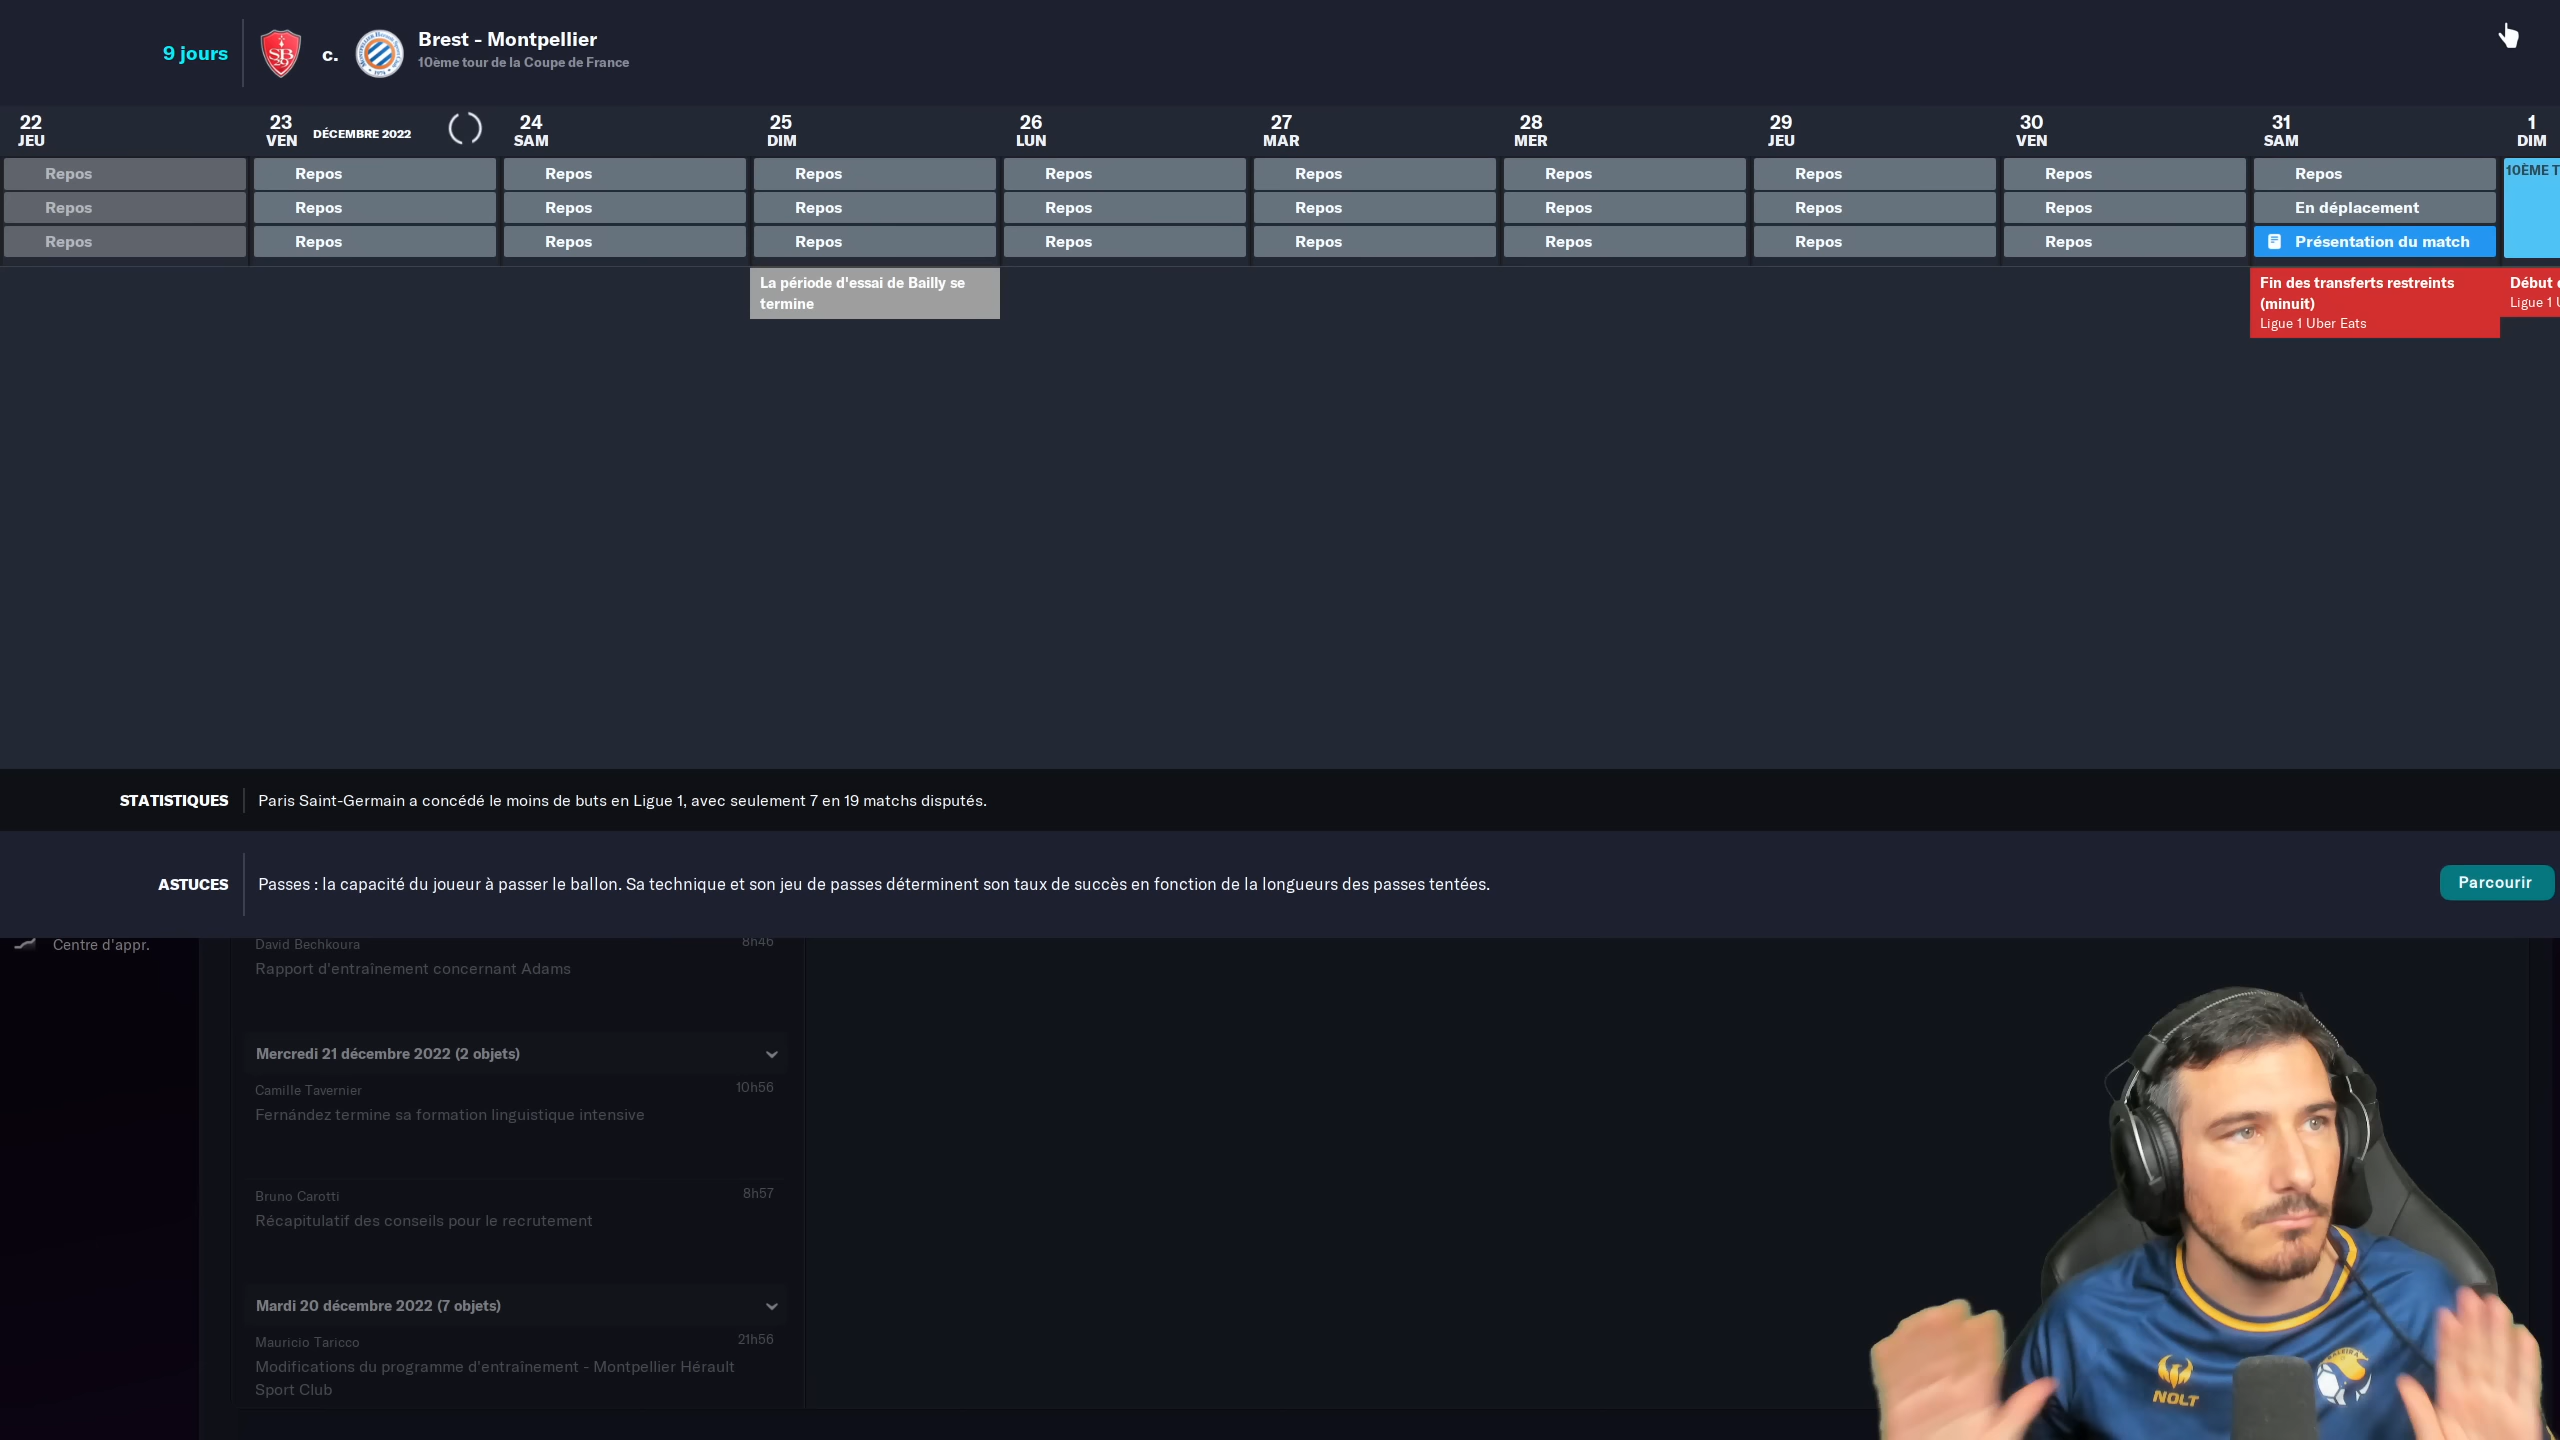 9 jours
c.
Brest - Montpellier
10ème tour de la Coupe de France
22 23 24 25 26 27 28 29 30 31 1
JEU VEN DÉCEMBRE 2022 SAM DIM LUN MAR MER JEU VEN SAM DIM
Repos Repos Repos Repos Repos Repos Repos Repos Repos Repos 10ÈME T
Repos Repos Repos Repos Repos Repos Repos Repos Repos En déplacement
Repos Repos Repos Repos Repos Repos Repos Repos Repos Présentation du match
La période d'essai de Bailly se
termine
Fin des transferts restreints
(minuit)
Ligue 1 Uber Eats
Début
Ligue 1
STATISTIQUES Paris Saint-Germain a concédé le moins de buts en Ligue 1, avec seulement 7 en 19 matchs disputés.
ASTUCES Passes : la capacité du joueur à passer le ballon. Sa technique et son jeu de passes déterminent son taux de succès en fonction de la longueurs des passes tentées.
Parcourir
Centre d'appr.
David Bechkoura 8h46
Rapport d'entraînement concernant Adams
Mercredi 21 décembre 2022 (2 objets)
Camille Tavernier 10h56
Fernández termine sa formation linguistique intensive
Bruno Carotti 8h57
Récapitulatif des conseils pour le recrutement
Mardi 20 décembre 2022 (7 objets)
Mauricio Taricco 21h56
Modifications du programme d'entraînement - Montpellier Hérault
Sport Club
NOLT